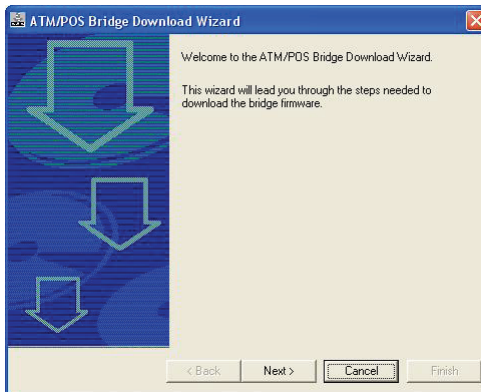 ATM/POS Bridge Download Wizard
Welcome to the ATM/POS Bridge Download Wizard.
This wizard will lead you through the steps needed to
download the bridge firmware.
< Back Next > Cancel Finish